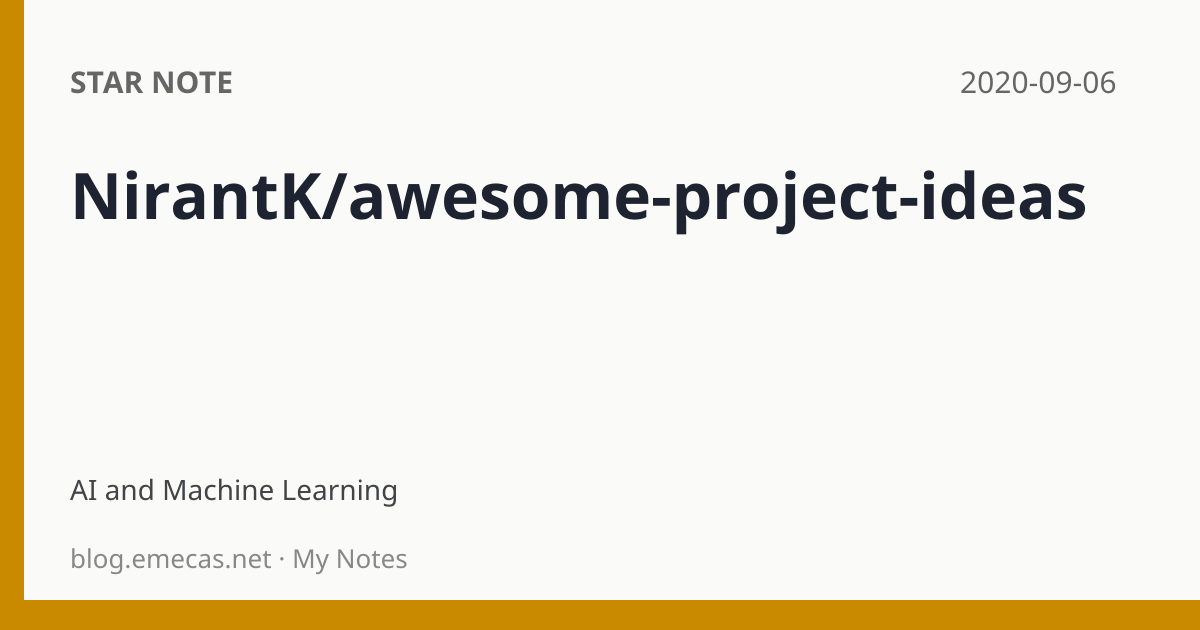 STAR NOTE
2020-09-06
NirantK/awesome-project-ideas
AI and Machine Learning
blog.emecas.net · My Notes